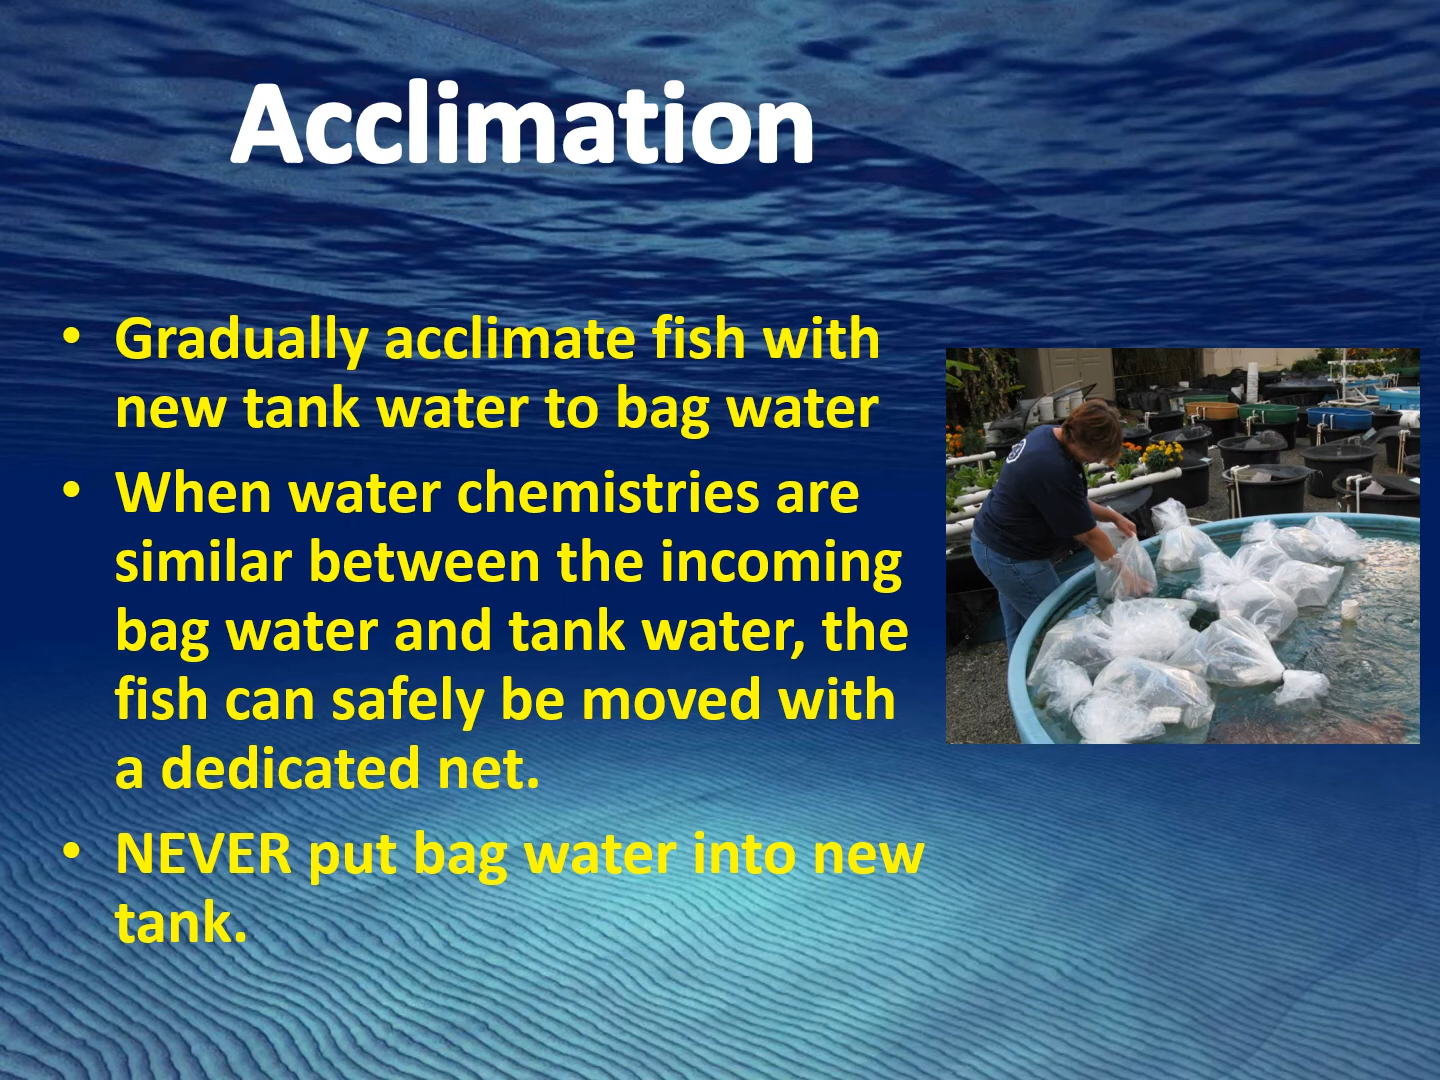 Acclimation
• Gradually acclimate fish with
new tank water to bag water
• When water chemistries are
similar between the incoming
bag water and tank water, the
fish can safely be moved with
a dedicated net.
• NEVER put bag water into new
tank.